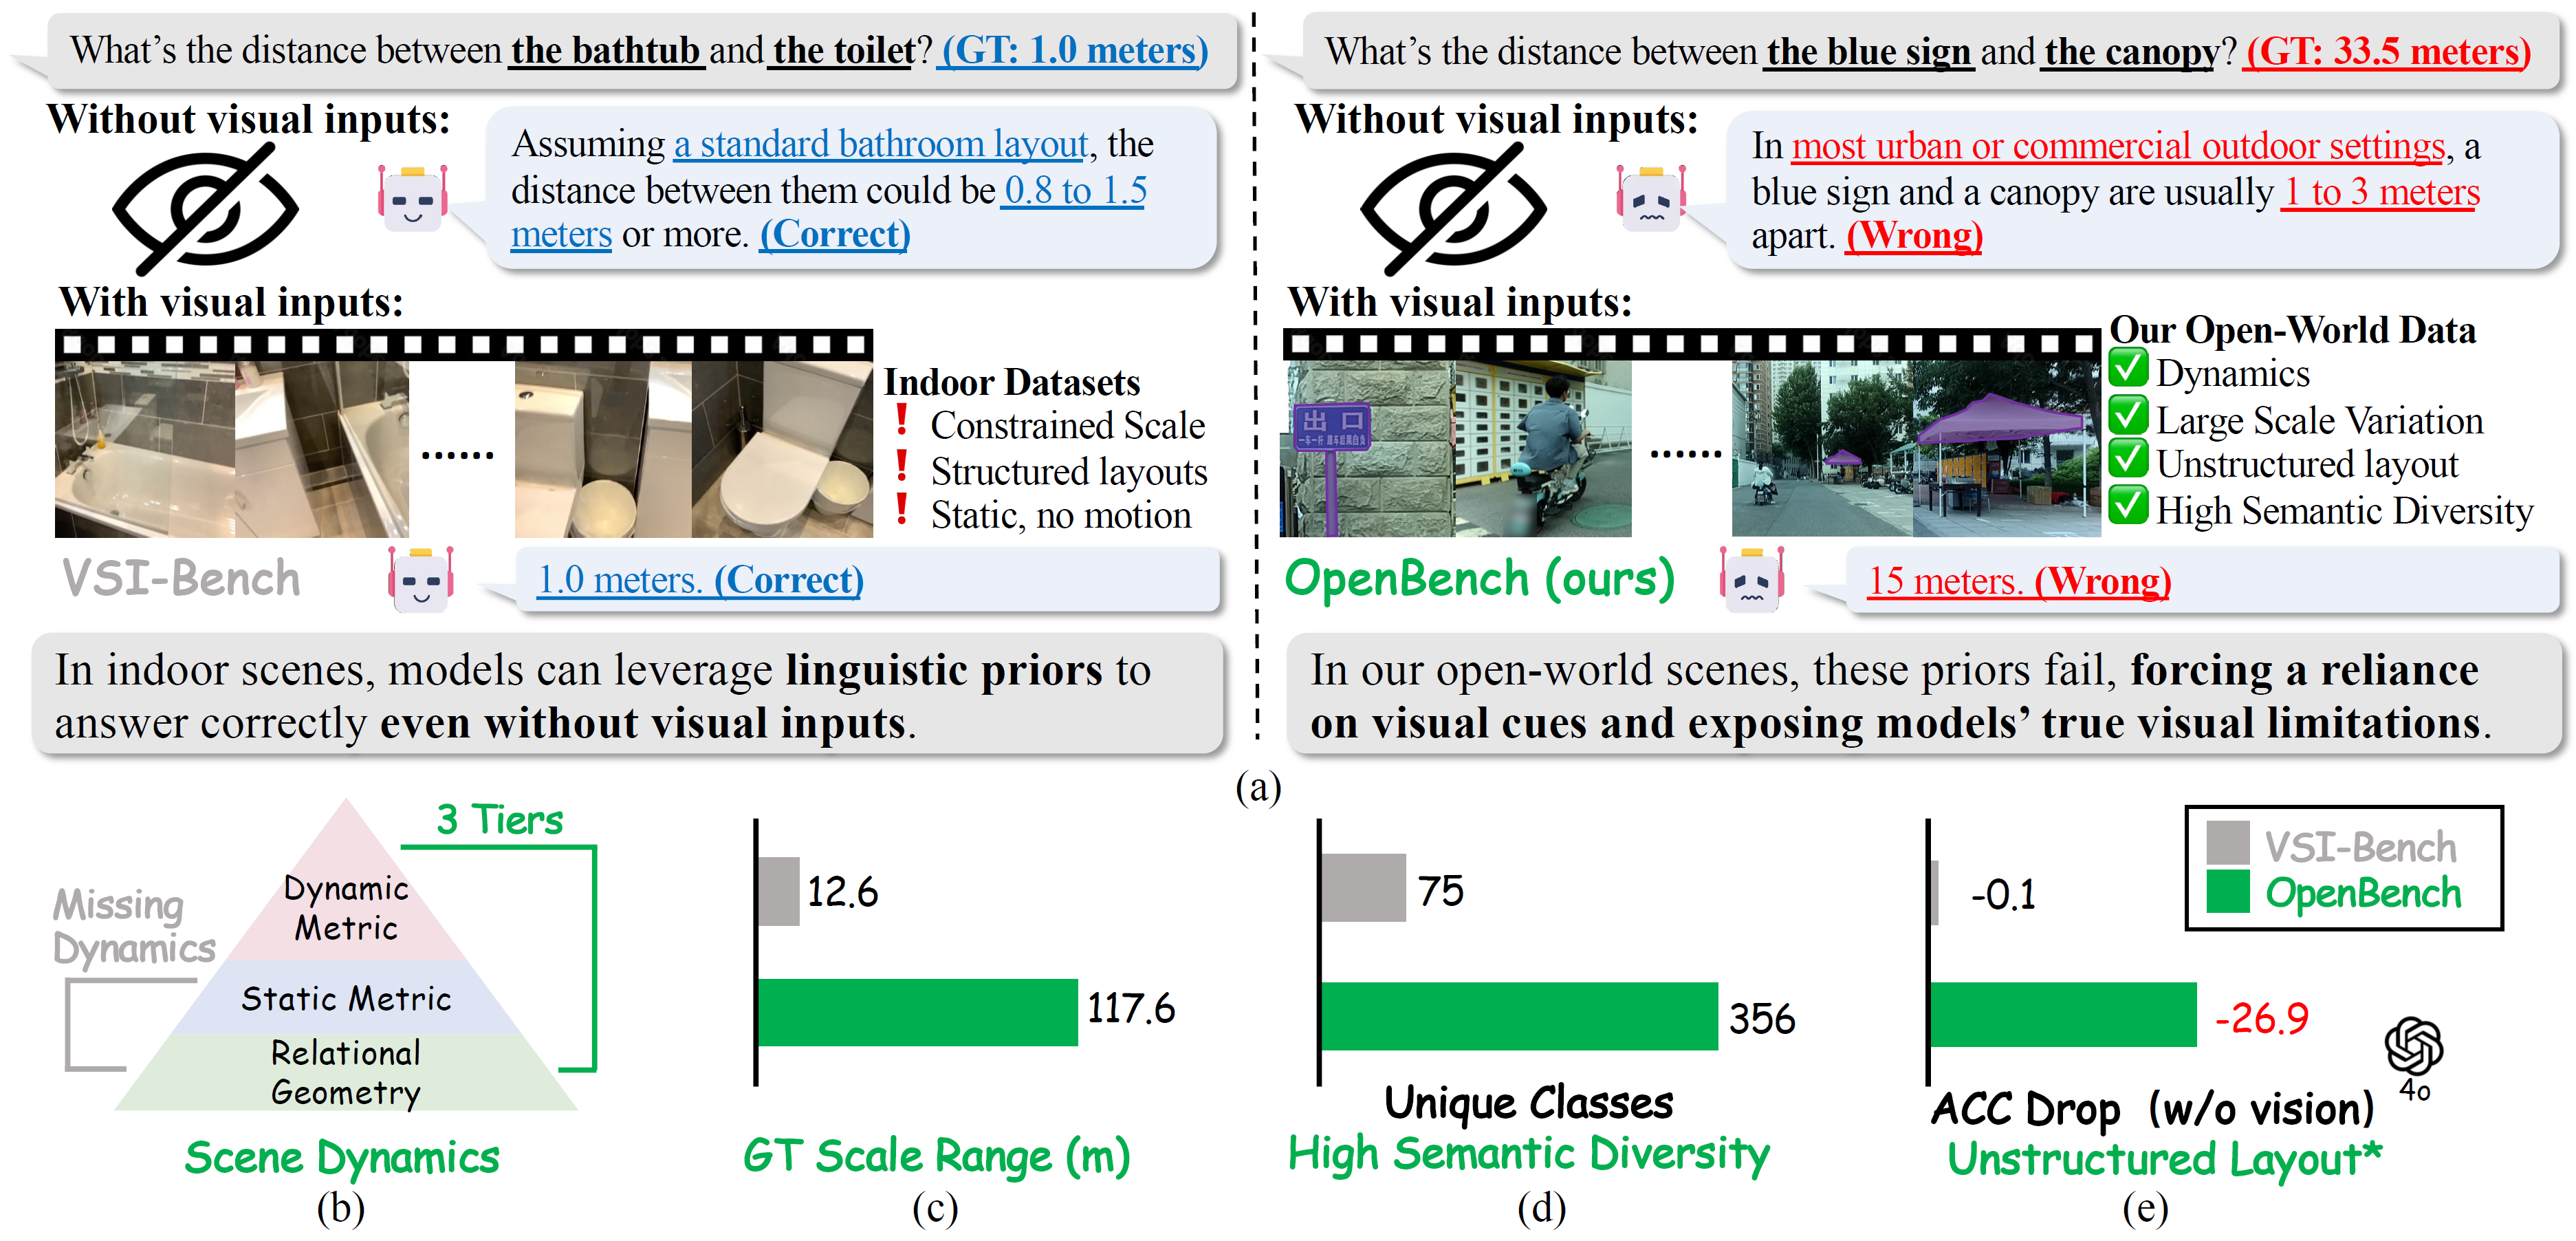 What's the distance between the bathtub and the toilet? (GT: 1.0 meters)
Without visual inputs:
Assuming a standard bathroom layout, the
distance between them could be 0.8 to 1.5
meters or more. (Correct)
With visual inputs:
Indoor Datasets
! Constrained Scale
! Structured layouts
! Static, no motion
......
VSI-Bench
1.0 meters. (Correct)
In indoor scenes, models can leverage linguistic priors to
answer correctly even without visual inputs.
What's the distance between the blue sign and the canopy? (GT: 33.5 meters)
Without visual inputs:
In most urban or commercial outdoor settings, a
blue sign and a canopy are usually 1 to 3 meters
apart. (Wrong)
With visual inputs:
出口
......
Our Open-World Data
Dynamics
Large Scale Variation
Unstructured layout
High Semantic Diversity
OpenBench (ours)
15 meters. (Wrong)
In our open-world scenes, these priors fail, forcing a reliance
on visual cues and exposing models' true visual limitations.
(a)
3 Tiers
Missing
Dynamics
Dynamic
Metric
Static Metric
Relational
Geometry
Scene Dynamics
(b)
12.6
117.6
GT Scale Range (m)
(c)
75
356
Unique Classes
High Semantic Diversity
(d)
VSI-Bench
OpenBench
-0.1
-26.9
4o
ACC Drop (w/o vision)
Unstructured Layout*
(e)